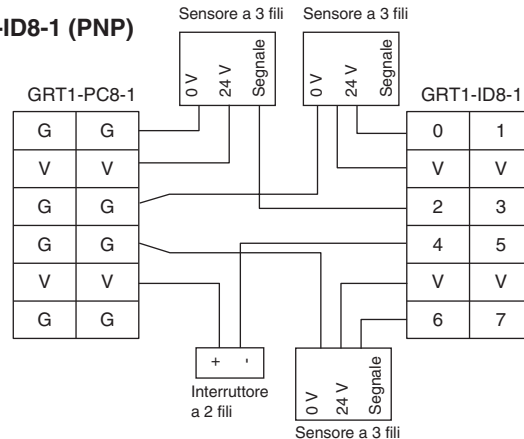 -ID8-1 (PNP)
Sensore a 3 fili
Sensore a 3 fili
0 V
24 V
Segnale
0 V
24 V
Segnale
GRT1-PC8-1
GRT1-ID8-1
G G
V V
G G
G G
V V
G G
0 1
V V
2 3
4 5
V V
6 7
+ -
Interruttore
a 2 fili
0 V
24 V
Segnale
Sensore a 3 fili